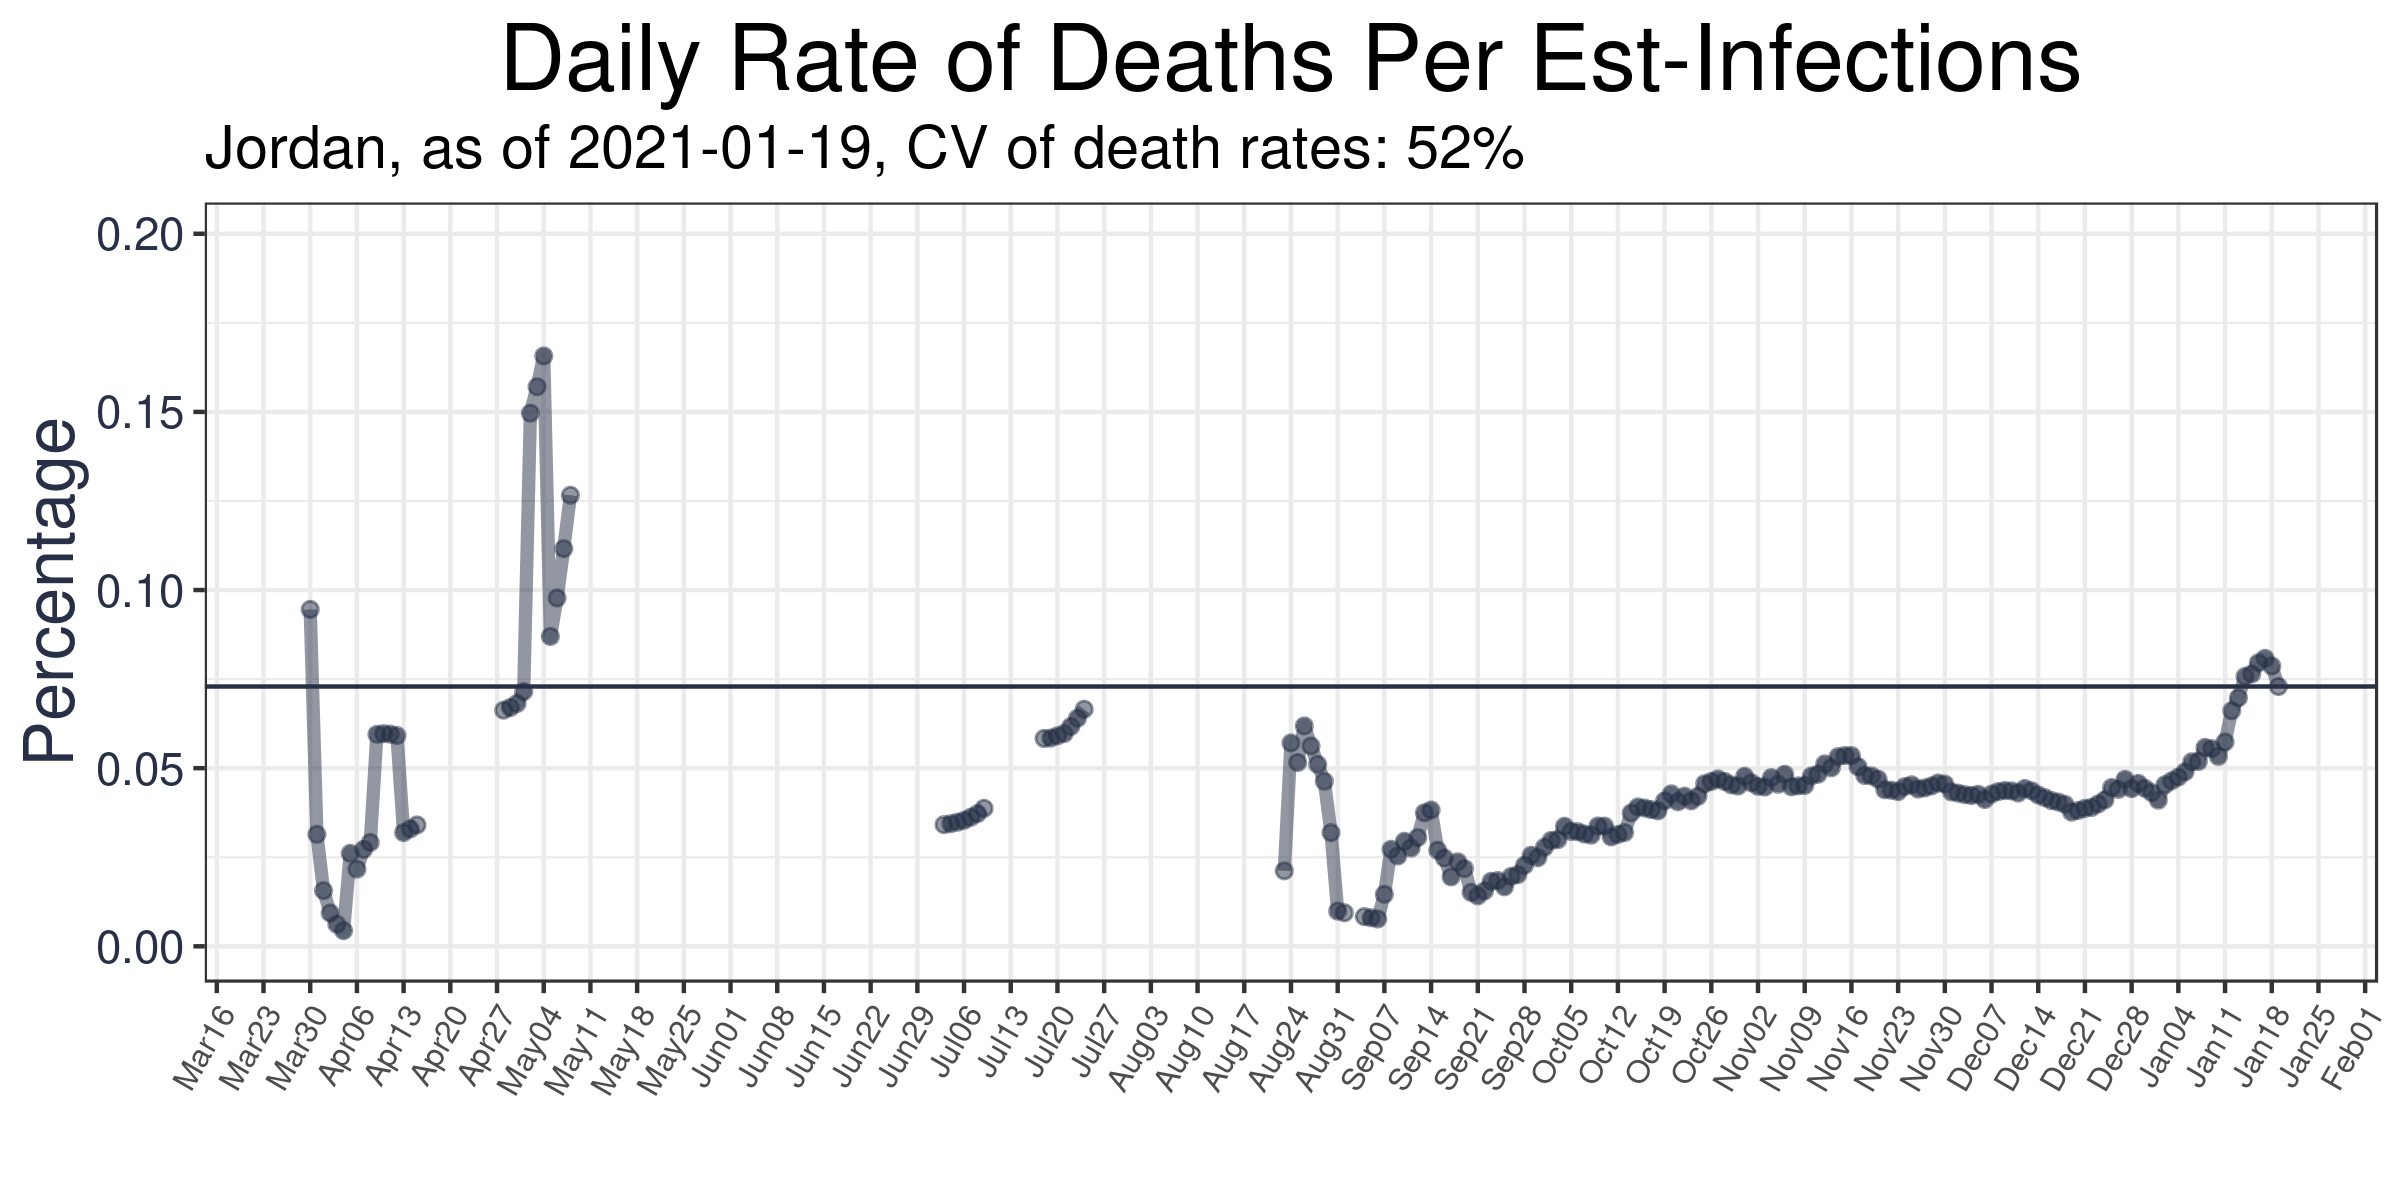 Daily Rate of Deaths Per Est-Infections
Jordan, as of 2021-01-19, CV of death rates: 52%
Percentage
0.20
0.15
0.10
0.05
0.00
Mar16 Mar23 Mar30 Apr06 Apr13 Apr20 Apr27 May04 May11 May18 May25 Jun01 Jun08 Jun15 Jun22 Jun29 Jul06 Jul13 Jul20 Jul27 Aug03 Aug10 Aug17 Aug24 Aug31 Sep07 Sep14 Sep21 Sep28 Oct05 Oct12 Oct19 Oct26 Nov02 Nov09 Nov16 Nov23 Nov30 Dec07 Dec14 Dec21 Dec28 Jan04 Jan11 Jan18 Jan25 Feb01